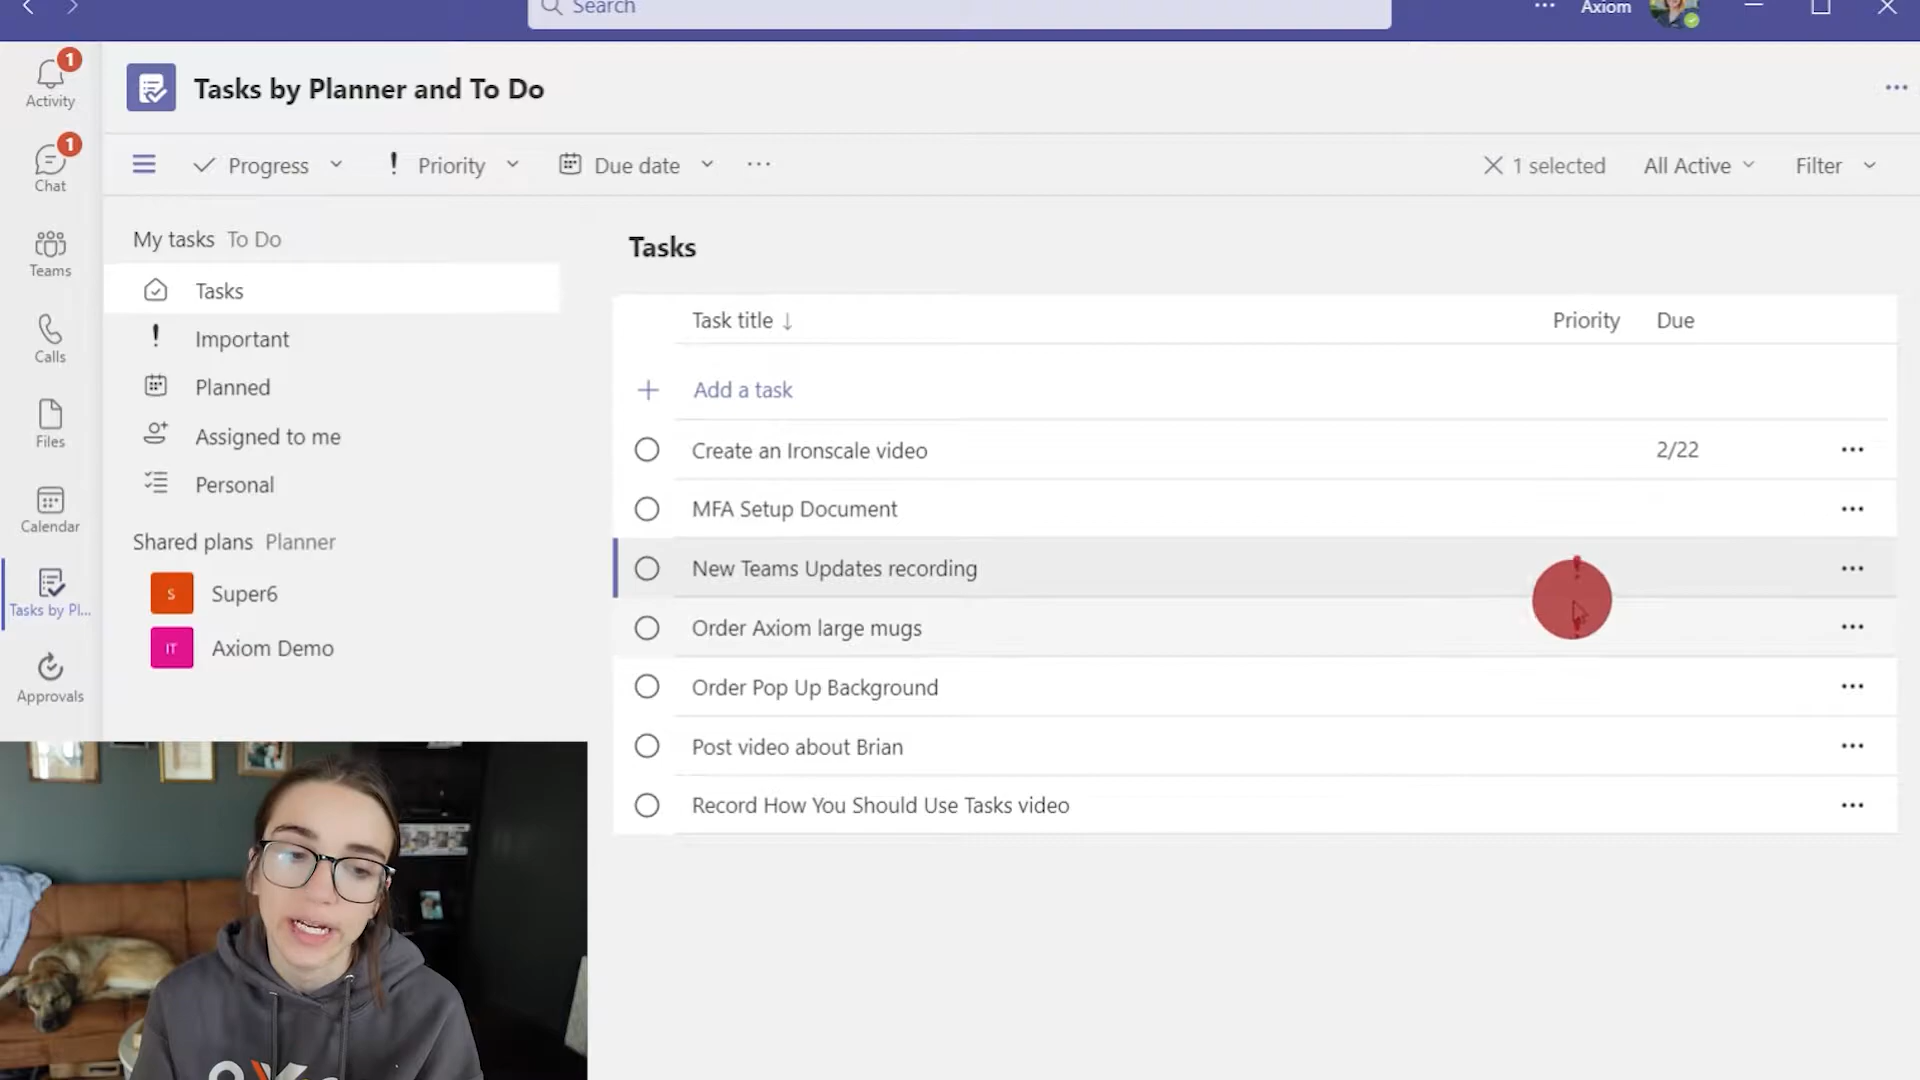 Search
Axiom
1
Activity
Tasks by Planner and To Do
1
Chat
Progress
! Priority
Due date
1 selected
All Active
Filter
Teams
My tasks To Do
Tasks
! Important
Planned
Assigned to me
Personal
Shared plans Planner
S Super6
IT Axiom Demo
Calls
Files
Calendar
Tasks by Pl...
Approvals
Tasks
Task title ↓
Priority
Due
+ Add a task
Create an Ironscale video
2/22
MFA Setup Document
New Teams Updates recording
!
Order Axiom large mugs
Order Pop Up Background
Post video about Brian
Record How You Should Use Tasks video